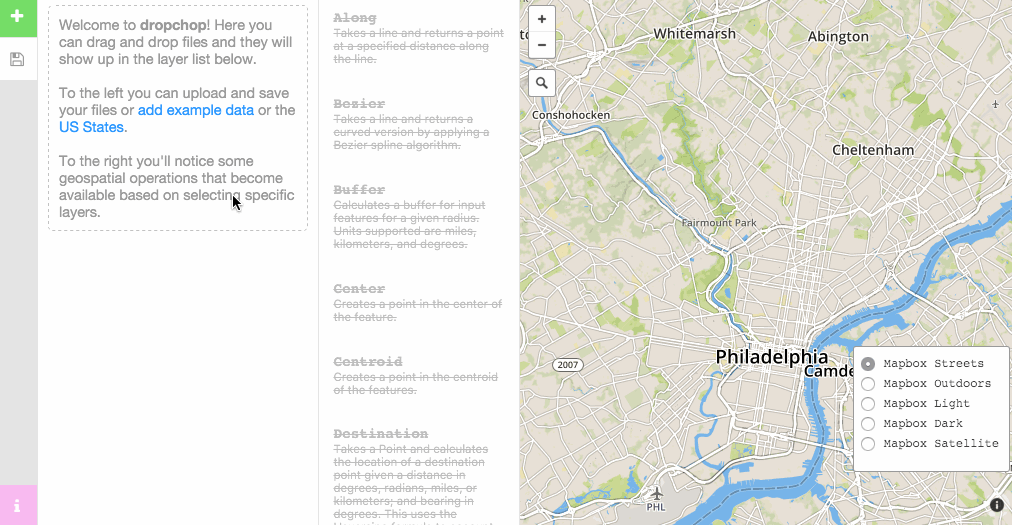 Welcome to dropchop! Here you
can drag and drop files and they will
show up in the layer list below.
To the left you can upload and save
your files or add example data or the
US States.
To the right you'll notice some
geospatial operations that become
available based on selecting specific
layers.
i
Along
Takes a line and returns a point
at a specified distance along
the line.
Bezier
Takes a line and returns a
curved version by applying a
Bezier spline algorithm.
Buffer
Calculates a buffer for input
features for a given radius.
Units supported are miles,
kilometers, and degrees.
Center
Creates a point in the center of
the feature.
Centroid
Creates a point in the centroid
of the features.
Destination
Takes a Point and calculates
the location of a destination
point given a distance in
degrees, radians, miles, or
kilometers; and bearing in
degrees. This uses the
+
−
Whitemarsh
Abington
Conshohocken
Cheltenham
Fairmount Park
Philadelphia
Camde
2007
PHL
Mapbox Streets
Mapbox Outdoors
Mapbox Light
Mapbox Dark
Mapbox Satellite
i